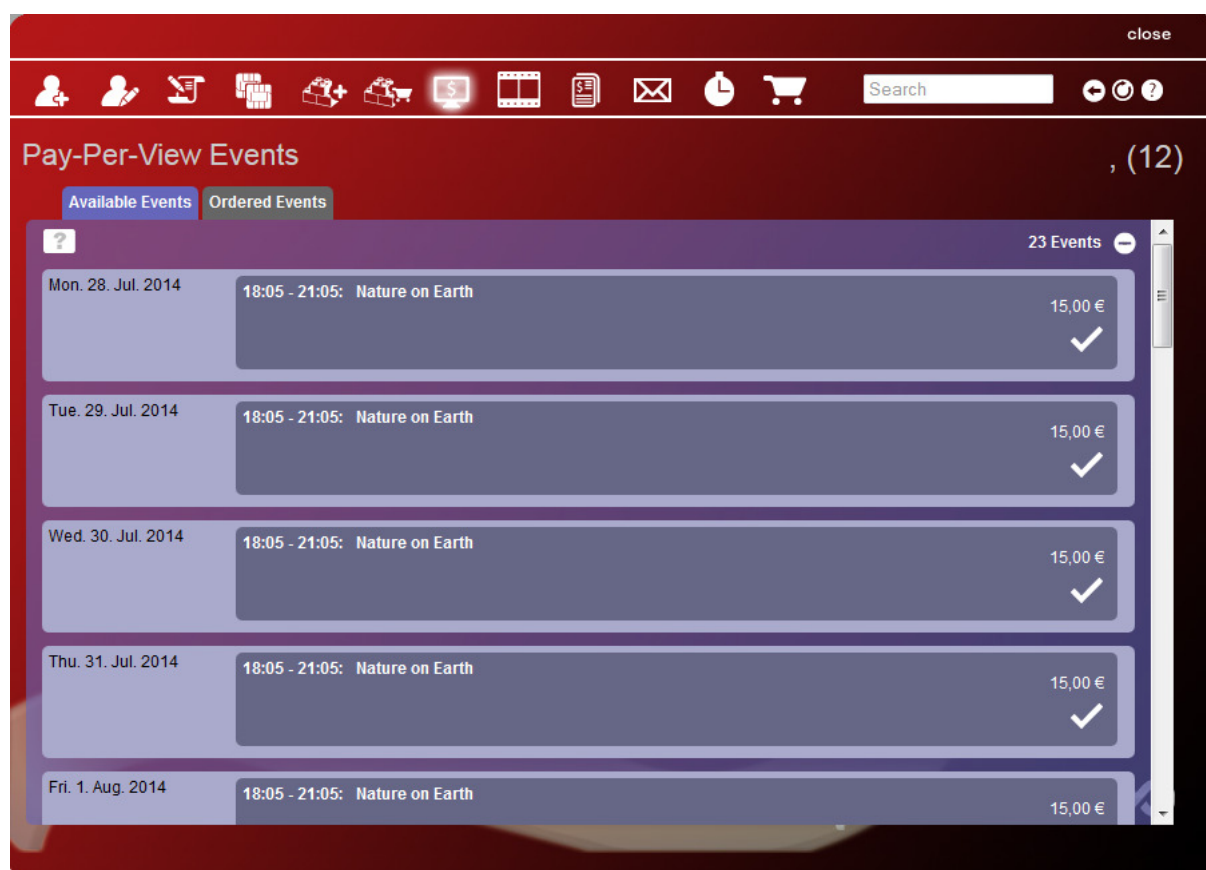 close
Search
Pay-Per-View Events
, (12)
Available Events Ordered Events
? 23 Events
Mon. 28. Jul. 2014
18:05 - 21:05: Nature on Earth
15,00 €
Tue. 29. Jul. 2014
18:05 - 21:05: Nature on Earth
15,00 €
Wed. 30. Jul. 2014
18:05 - 21:05: Nature on Earth
15,00 €
Thu. 31. Jul. 2014
18:05 - 21:05: Nature on Earth
15,00 €
Fri. 1. Aug. 2014
18:05 - 21:05: Nature on Earth
15,00 €